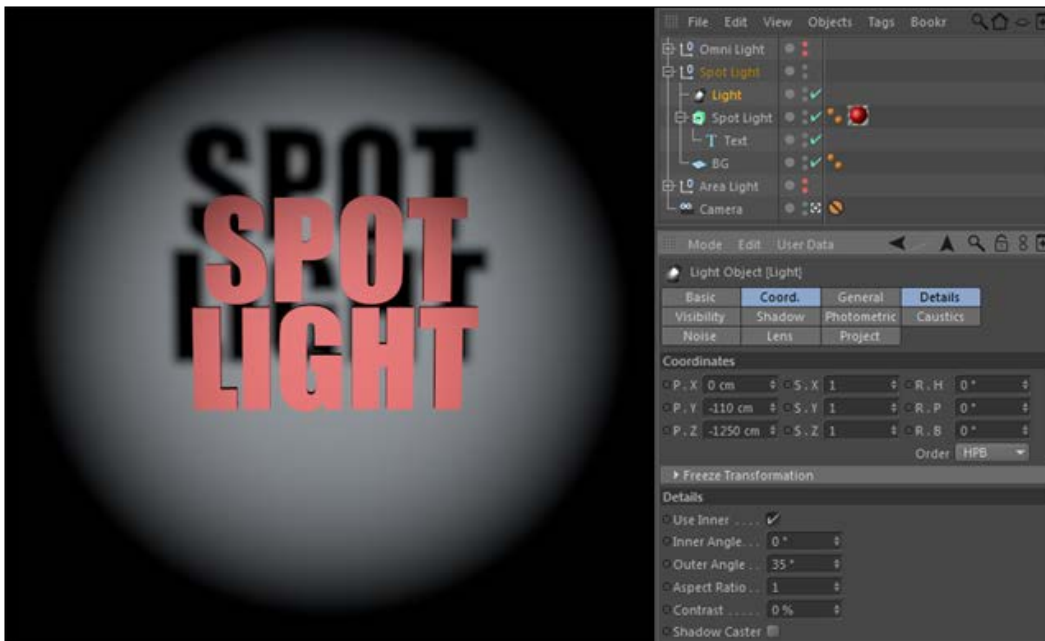 SPOT
LIGHT
SPOT
LIGHT
File Edit View Objects Tags Bookr
Omni Light
Spot Light
Light
Spot Light
Text
BG
Area Light
Camera
Mode Edit User Data
Light Object [Light]
Basic Coord. General Details
Visibility Shadow Photometric Caustics
Noise Lens Project
Coordinates
P . X 0 cm S . X 1 R . H 0 °
P . Y -110 cm S . Y 1 R . P 0 °
P . Z -1250 cm S . Z 1 R . B 0 °
Order HPB
Freeze Transformation
Details
Use Inner . . . .
Inner Angle. . . 0 °
Outer Angle . . 35 °
Aspect Ratio . . 1
Contrast . . . . . 0 %
Shadow Caster